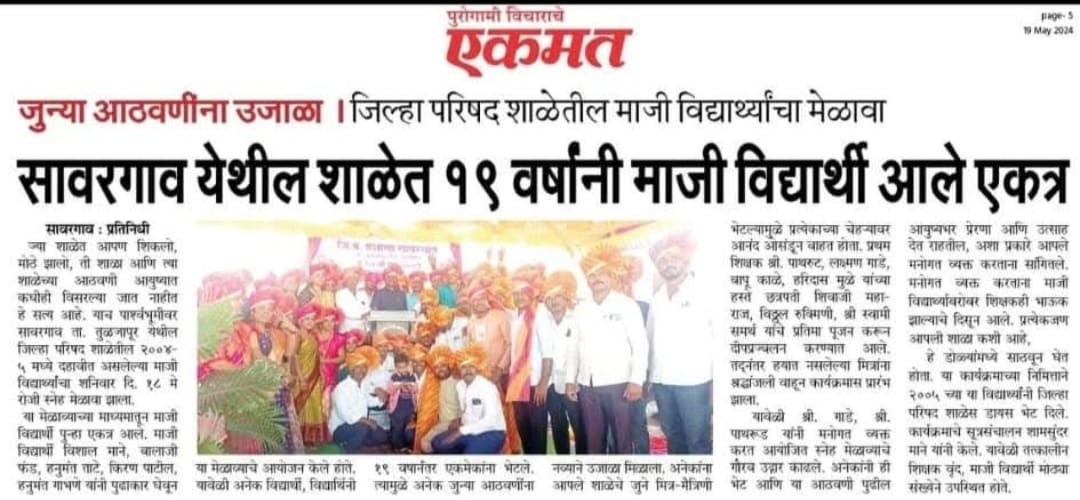 पुरोगामी विचाराचे
एकमत
page- 5
19 May 2024
जुन्या आठवणींना उजाळा । जिल्हा परिषद शाळेतील माजी विद्यार्थ्यांचा मेळावा
सावरगाव येथील शाळेत १९ वर्षांनी माजी विद्यार्थी आले एकत्र
सावरगाव : प्रतिनिधी
ज्या शाळेत आपण शिकलो,
मोठे झालो, ती शाळा आणि त्या
शाळेच्या आठवणी आयुष्यात
कधीही विसरल्या जात नाहीत
हे सत्य आहे. याच पार्श्वभूमीवर
सावरगाव ता. तुळजापूर येथील
जिल्हा परिषद शाळेतील २००४-
५ मध्ये दहावीत असलेल्या माजी
विद्यार्थ्यांचा शनिवार दि. १८ मे
रोजी स्नेह मेळावा झाला.
या मेळाव्याच्या माध्यमातून माजी
विद्यार्थी पुन्हा एकत्र आले. माजी
विद्यार्थी विशाल माने, बालाजी
फंड, हनुमंत ताटे, किरण पाटील,
हनुमंत गाभणे यांनी पुढाकार घेवून
या मेळाव्याचे आयोजन केले होते.
यावेळी अनेक विद्यार्थी, विद्यार्थिनी
१९ वर्षानंतर एकमेकांना भेटले.
त्यामुळे अनेक जुन्या आठवणींना
नव्याने उजाळा मिळाला, अनेकांना
आपले शाळेचे जुने मित्र-मैत्रिणी
भेटल्यामुळे प्रत्येकाच्या चेहऱ्यावर
आनंद ओसंडून वाहत होता. प्रथम
शिक्षक श्री. पाथरुट, लक्ष्मण गाडे,
बापू काळे, हरिदास मुळे यांच्या
हस्ते छत्रपती शिवाजी महा-
राज, विठ्ठल रुक्मिणी, श्री स्वामी
समर्थ यांचे प्रतिमा पूजन करून
दीपप्रज्वलन करण्यात आले.
तद्नंतर हयात नसलेल्या मित्रांना
श्रद्धांजली वाहून कार्यक्रमास प्रारंभ
झाला.
यावेळी श्री. गाडे, श्री.
पाथरूड यांनी मनोगत व्यक्त
करत आयोजित स्नेह मेळाव्याचे
गौरव उद्गार काढले. अनेकांनी ही
भेट आणि या आठवणी पुढील
आयुष्यभर प्रेरणा आणि उत्साह
देत राहतील, अशा प्रकारे आपले
मनोगत व्यक्त करताना सांगितले.
मनोगत व्यक्त करताना माजी
विद्यार्थ्यांबरोबर शिक्षकही भाऊक
झाल्याचे दिसून आले. प्रत्येकजण
आपली शाळा कशी आहे,
हे डोळ्यांमध्ये साठवून घेत
होता. या कार्यक्रमाच्या निमित्ताने
२००५ च्या या विद्यार्थ्यांनी जिल्हा
परिषद शाळेस डायस भेट दिले.
कार्यक्रमाचे सूत्रसंचालन शामसुंदर
माने यांनी केले. यावेळी तत्कालीन
शिक्षक वृंद, माजी विद्यार्थी मोठ्या
संख्येने उपस्थित होते.